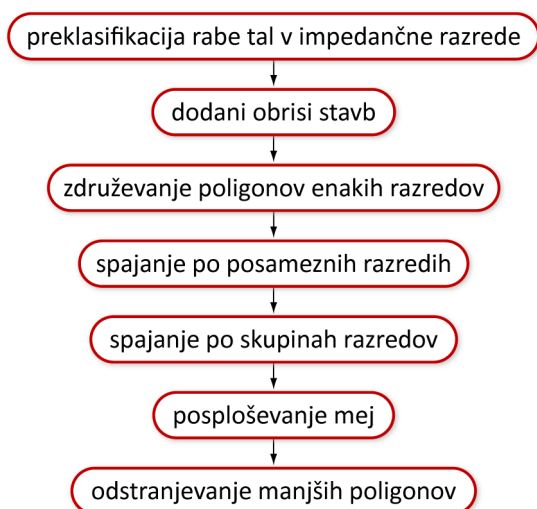 preklasifikacija rabe tal v impedančne razrede
dodani obrisi stavb
združevanje poligonov enakih razredov
spajanje po posameznih razredih
spajanje po skupinah razredov
posploševanje mej
odstranjevanje manjših poligonov